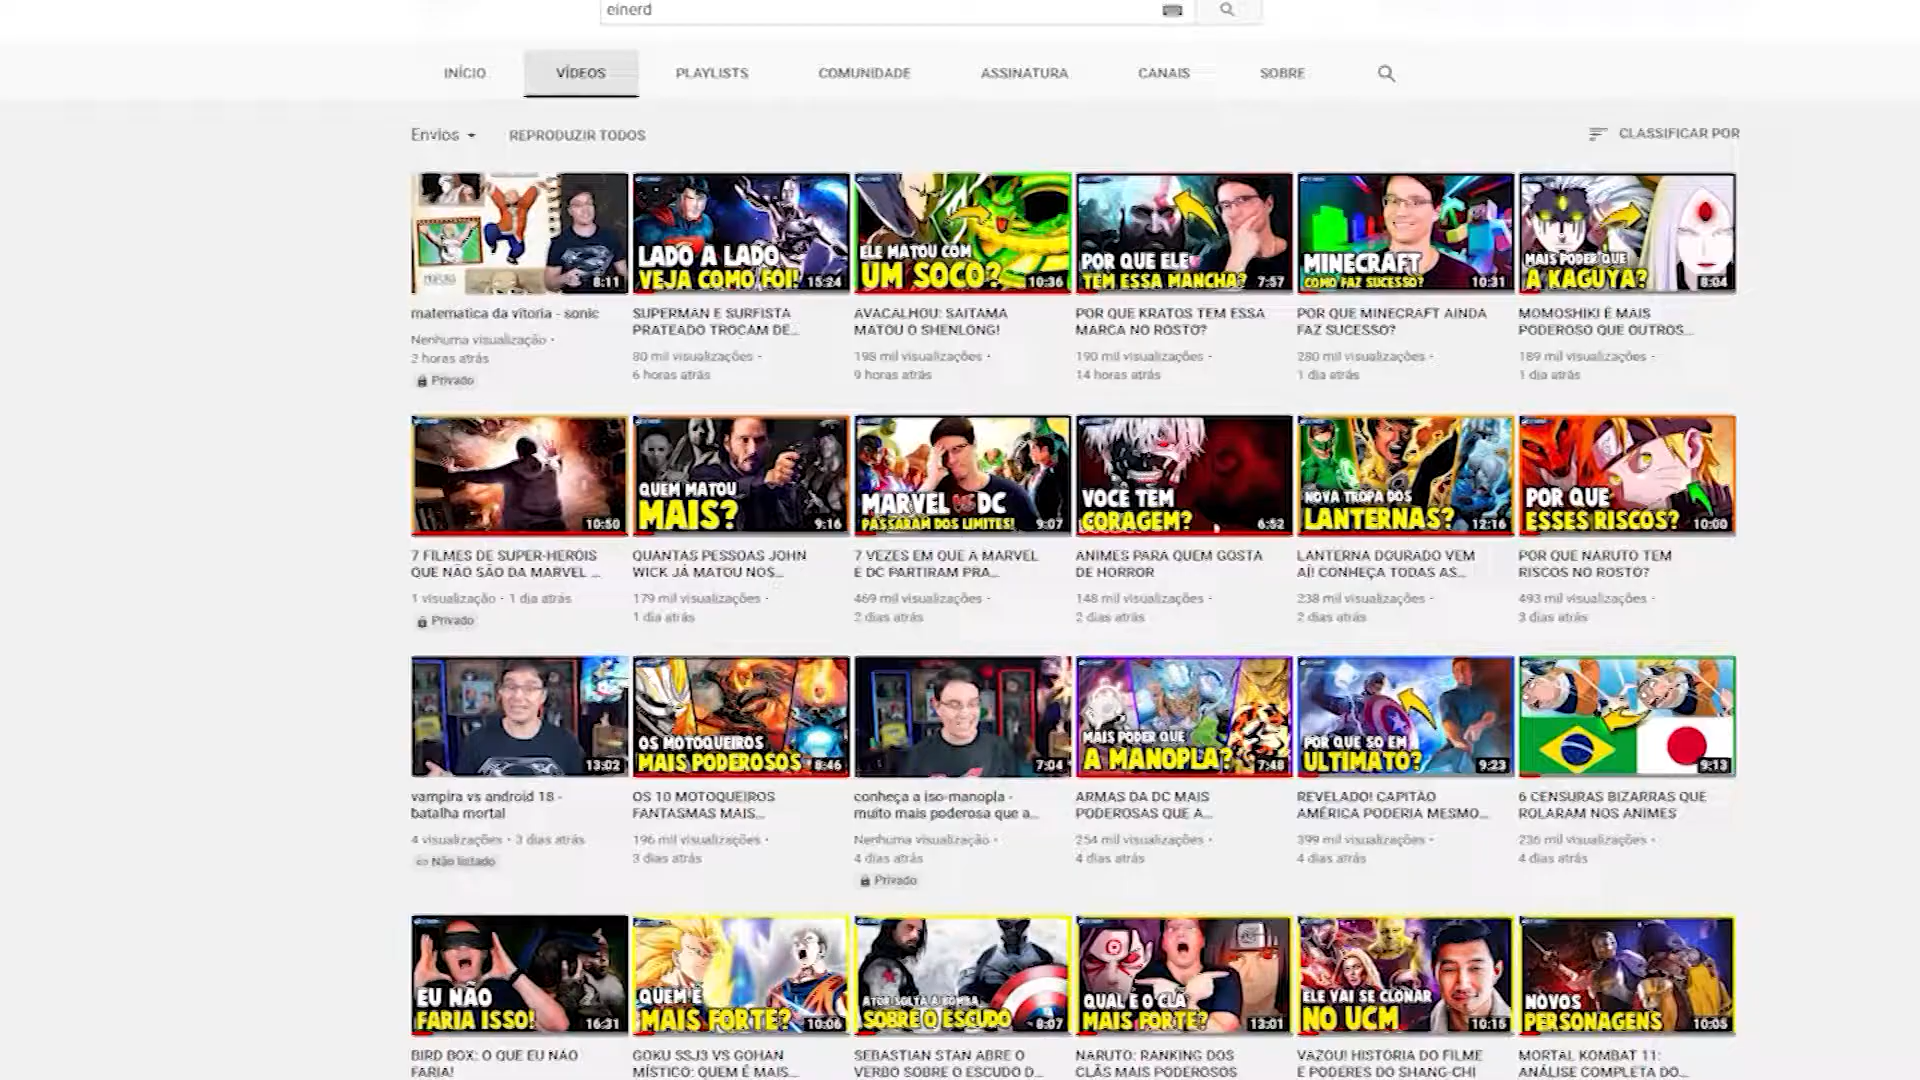 einerd
INÍCIO
VÍDEOS
PLAYLISTS
COMUNIDADE
ASSINATURA
CANAIS
SOBRE
Envios
REPRODUZIR TODOS
CLASSIFICAR POR
8:11
LADO A LADO
VEJA COMO FOI!
15:24
ELE MATOU COM
UM SOCO?
10:36
POR QUE ELE
TEM ESSA MANCHA?
7:57
MINECRAFT
COMO FAZ SUCESSO?
10:31
MAIS PODER QUE
A KAGUYA?
8:04
matematica da vitoria - sonic
Nenhuma visualização •
2 horas atrás
Privado
SUPERMAN E SURFISTA
PRATEADO TROCAM DE...
80 mil visualizações •
6 horas atrás
AVACALHOU: SAITAMA
MATOU O SHENLONG!
198 mil visualizações •
9 horas atrás
POR QUE KRATOS TEM ESSA
MARCA NO ROSTO?
190 mil visualizações •
14 horas atrás
POR QUE MINECRAFT AINDA
FAZ SUCESSO?
280 mil visualizações •
1 dia atrás
MOMOSHIKI É MAIS
PODEROSO QUE OUTROS...
189 mil visualizações •
1 dia atrás
10:50
QUEM MATOU
MAIS?
9:16
MARVEL VS DC
PASSARAM DOS LIMITES!
9:07
VOCÊ TEM
CORAGEM?
6:52
NOVA TROPA DOS
LANTERNAS?
12:16
POR QUE
ESSES RISCOS?
10:00
7 FILMES DE SUPER-HERÓIS
QUE NÃO SÃO DA MARVEL ...
1 visualização • 1 dia atrás
Privado
QUANTAS PESSOAS JOHN
WICK JÁ MATOU NOS...
179 mil visualizações •
1 dia atrás
7 VEZES EM QUE A MARVEL
E DC PARTIRAM PRA...
469 mil visualizações •
2 dias atrás
ANIMES PARA QUEM GOSTA
DE HORROR
148 mil visualizações •
2 dias atrás
LANTERNA DOURADO VEM
AÍ! CONHEÇA TODAS AS...
238 mil visualizações •
2 dias atrás
POR QUE NARUTO TEM
RISCOS NO ROSTO?
493 mil visualizações •
3 dias atrás
13:02
OS MOTOQUEIROS
MAIS PODEROSOS
8:46
7:04
MAIS PODER QUE
A MANOPLA?
7:48
POR QUE SÓ EM
ULTIMATO?
9:23
9:13
vampira vs android 18 -
batalha mortal
4 visualizações • 3 dias atrás
Não listado
OS 10 MOTOQUEIROS
FANTASMAS MAIS...
196 mil visualizações •
3 dias atrás
conheça a iso-manopla -
muito mais poderosa que a...
Nenhuma visualização •
4 dias atrás
Privado
ARMAS DA DC MAIS
PODEROSAS QUE A...
254 mil visualizações •
4 dias atrás
REVELADO! CAPITÃO
AMÉRICA PODERIA MESMO...
399 mil visualizações •
4 dias atrás
6 CENSURAS BIZARRAS QUE
ROLARAM NOS ANIMES
236 mil visualizações •
4 dias atrás
EU NÃO
FARIA ISSO!
16:31
QUEM É
MAIS FORTE?
10:06
ATOR SOLTA A BOMBA
SOBRE O ESCUDO
8:07
QUAL É O CLÃ
MAIS FORTE?
13:01
ELE VAI SE CLONAR
NO UCM
10:15
NOVOS
PERSONAGENS
10:05
BIRD BOX: O QUE EU NÃO
FARIA!
GOKU SSJ3 VS GOHAN
MÍSTICO: QUEM É MAIS...
SEBASTIAN STAN ABRE O
VERBO SOBRE O ESCUDO D...
NARUTO: RANKING DOS
CLÃS MAIS PODEROSOS
VAZOU! HISTÓRIA DO FILME
E PODERES DO SHANG-CHI
MORTAL KOMBAT 11:
ANÁLISE COMPLETA DO...